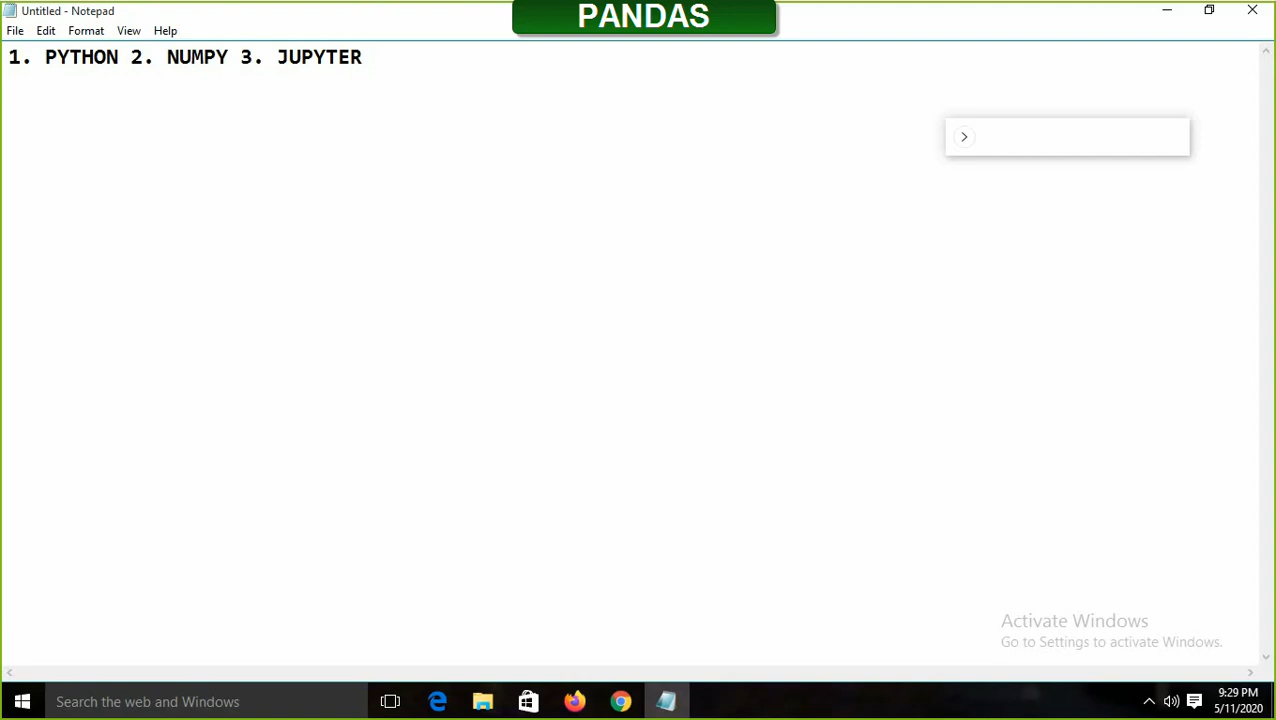 PANDAS
Untitled - Notepad
File Edit Format View Help
1. PYTHON 2. NUMPY 3. JUPYTER
Activate Windows
Go to Settings to activate Windows.
Search the web and Windows
9:29 PM
5/11/2020